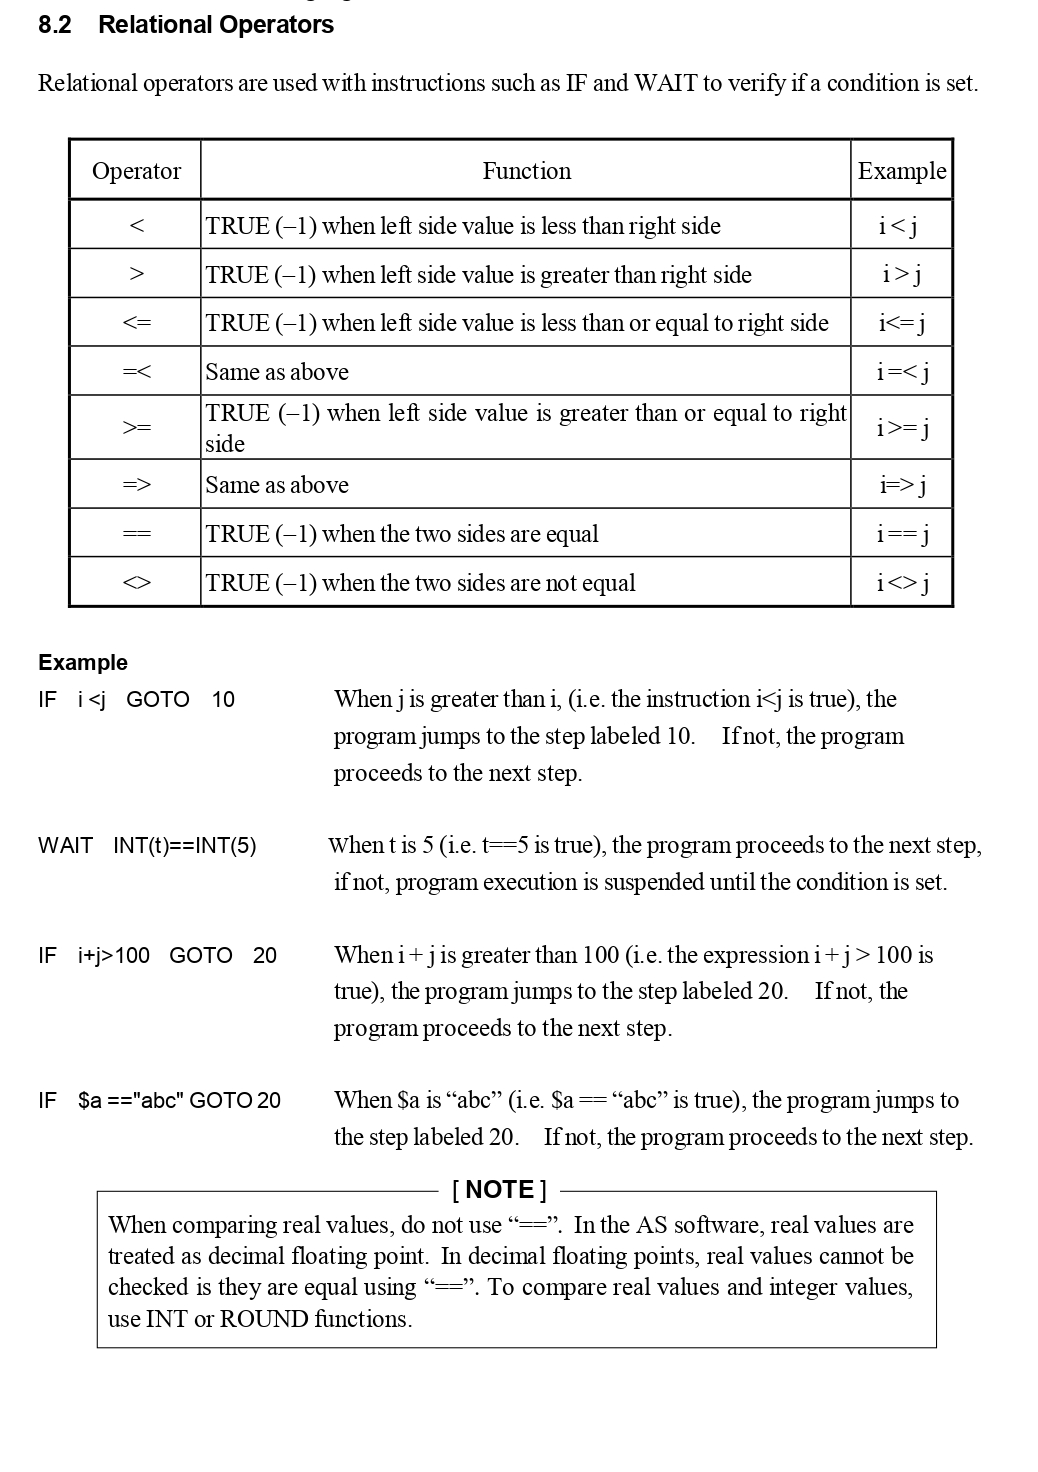 8.2 Relational Operators
Relational operators are used with instructions such as IF and WAIT to verify if a condition is set.
Operator Function Example
< TRUE (–1) when left side value is less than right side i < j
> TRUE (–1) when left side value is greater than right side i > j
<= TRUE (–1) when left side value is less than or equal to right side i<= j
=< Same as above i =< j
>= TRUE (–1) when left side value is greater than or equal to right
side i >= j
=> Same as above i=> j
== TRUE (–1) when the two sides are equal i == j
<> TRUE (–1) when the two sides are not equal i <> j
Example
IF i <j GOTO 10 When j is greater than i, (i.e. the instruction i<j is true), the
program jumps to the step labeled 10. If not, the program
proceeds to the next step.
WAIT INT(t)==INT(5) When t is 5 (i.e. t==5 is true), the program proceeds to the next step,
if not, program execution is suspended until the condition is set.
IF i+j>100 GOTO 20 When i + j is greater than 100 (i.e. the expression i + j > 100 is
true), the program jumps to the step labeled 20. If not, the
program proceeds to the next step.
IF $a =="abc" GOTO 20 When $a is “abc” (i.e. $a == “abc” is true), the program jumps to
the step labeled 20. If not, the program proceeds to the next step.
[ NOTE ]
When comparing real values, do not use “==”. In the AS software, real values are
treated as decimal floating point. In decimal floating points, real values cannot be
checked is they are equal using “==”. To compare real values and integer values,
use INT or ROUND functions.